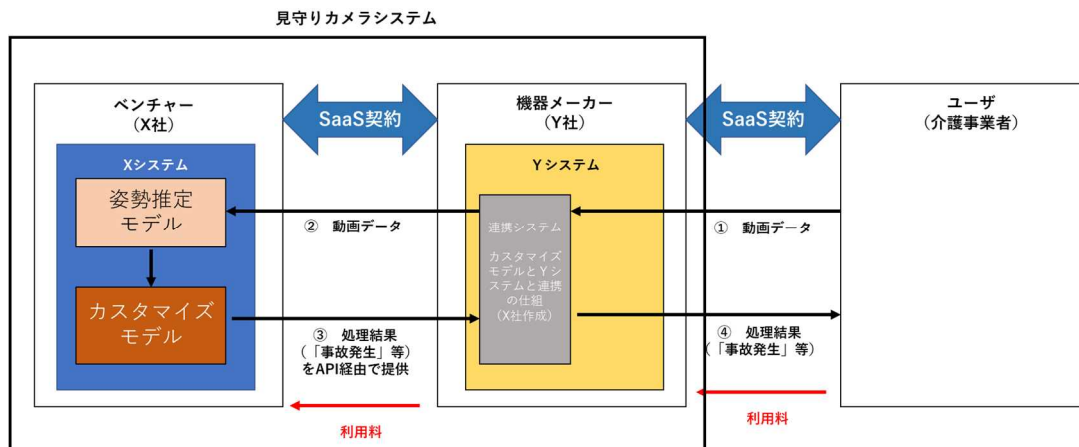 見守りカメラシステム
ベンチャー
（X社）
SaaS契約
機器メーカー
（Y社）
SaaS契約
ユーザ
（介護事業者）
Xシステム
Yシステム
姿勢推定
モデル
② 動画データ
連携システム
カスタマイズ
モデルとYシ
ステムと連携
の仕組
（X社作成）
① 動画データ
カスタマイズ
モデル
③ 処理結果
（「事故発生」等）
をAPI経由で提供
④ 処理結果
（「事故発生」等）
利用料
利用料